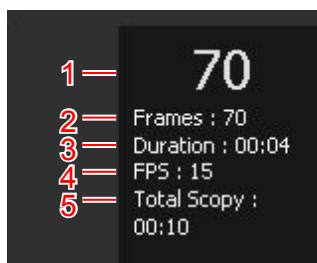 1 70
2 Frames : 70
3 Duration : 00:04
4 FPS : 15
5 Total Scopy :
00:10